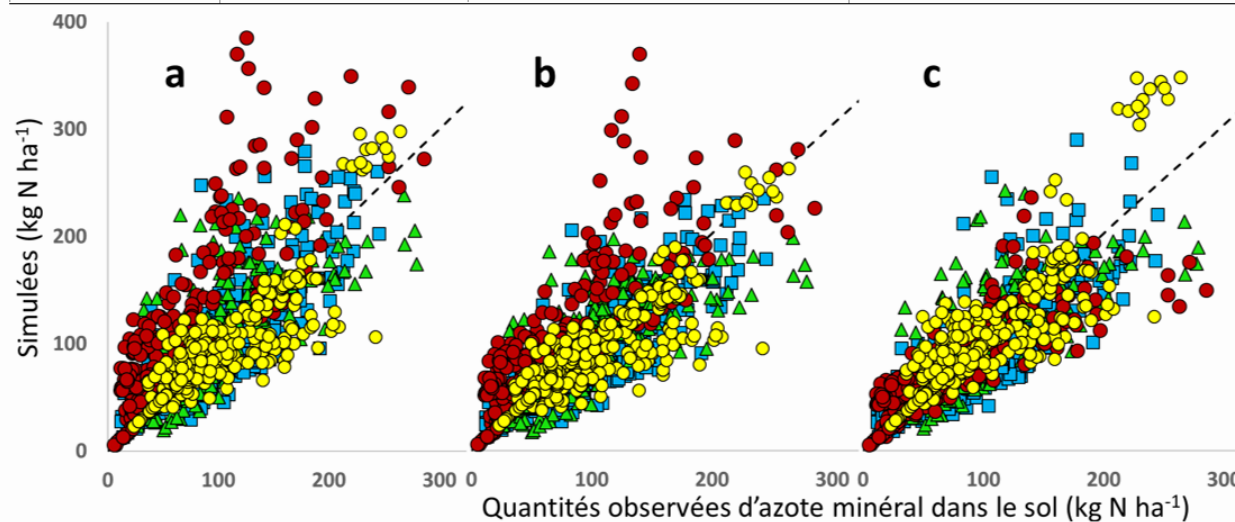 400
a
b
c
300
200
100
0
0 100 200 300 0 100 200 300 0 100 200 300
Simulées (kg N ha⁻¹)
Quantités observées d'azote minéral dans le sol (kg N ha⁻¹)